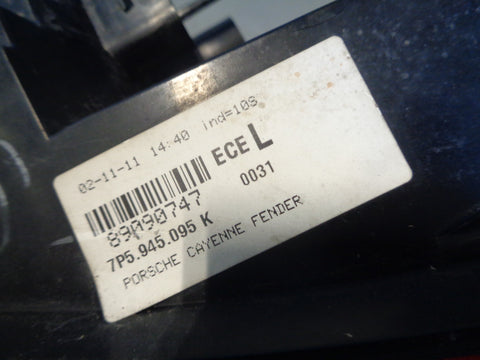 02-11-11 14:40 ind=10S
ECE L
89090747
0031
7P5.945.095 K
PORSCHE CAYENNE FENDER